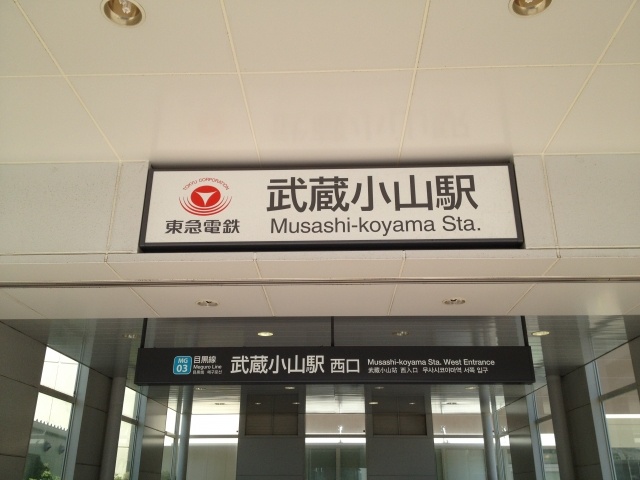 TOKYU CORPORATION
東急電鉄
武蔵小山駅
Musashi-koyama Sta.
MG
03
目黒線
Meguro Line
武蔵小山駅 西口
Musashi-koyama Sta. West Entrance
武蔵小山站 西入口 무사시코야마역 서쪽 입구